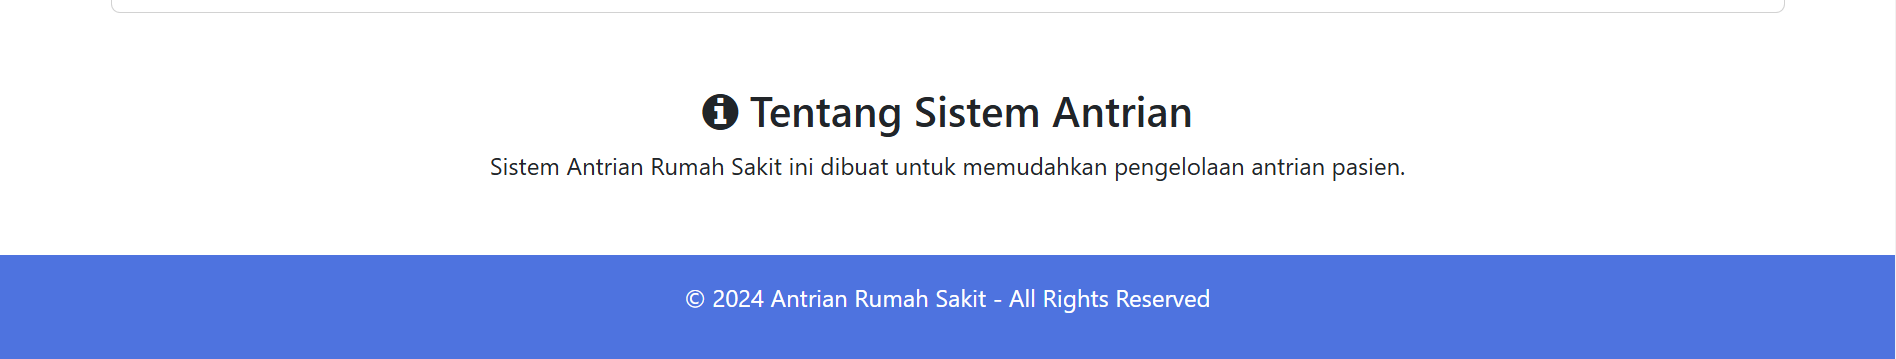 Tentang Sistem Antrian
Sistem Antrian Rumah Sakit ini dibuat untuk memudahkan pengelolaan antrian pasien.
© 2024 Antrian Rumah Sakit - All Rights Reserved